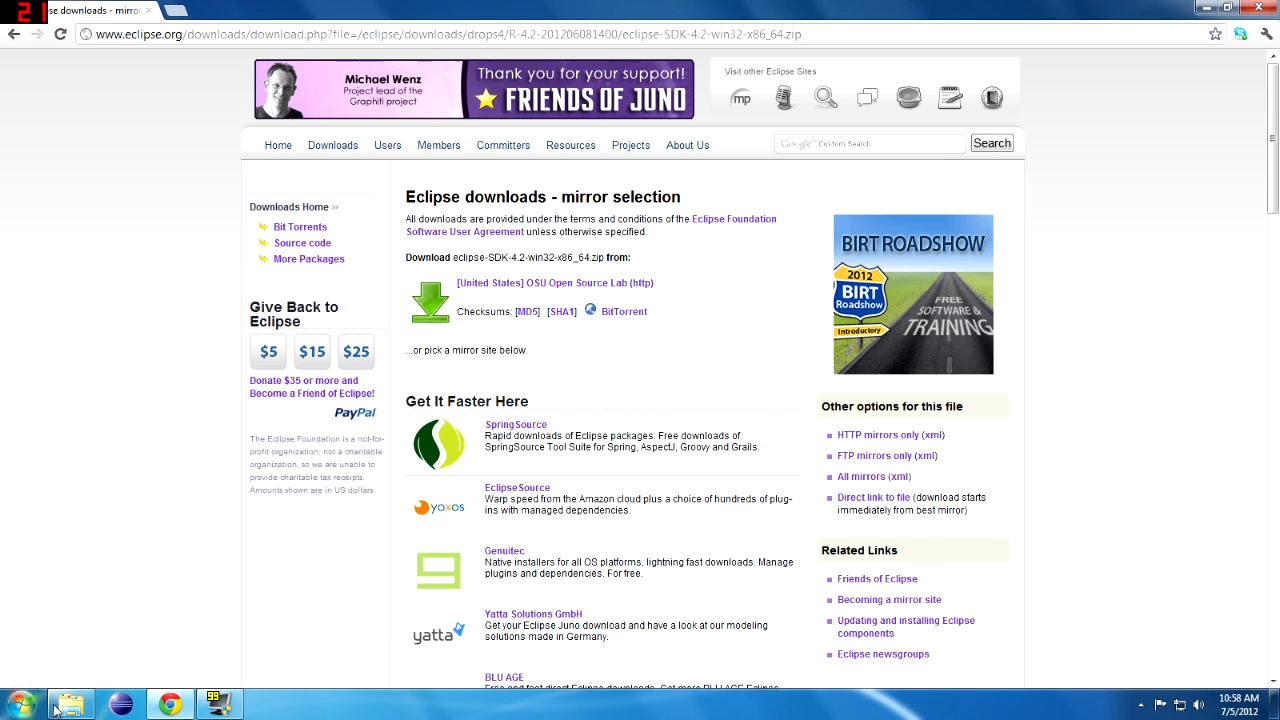 21
se downloads - mirror
www.eclipse.org/downloads/download.php?file=/eclipse/downloads/drops4/R-4.2-201206081400/eclipse-SDK-4.2-win32-x86_64.zip
Michael Wenz
Project lead of the
Graphiti project
Thank you for your support!
FRIENDS OF JUNO
Visit other Eclipse Sites
mp
Home
Downloads
Users
Members
Committers
Resources
Projects
About Us
Google Custom Search
Search
Downloads Home
Bit Torrents
Source code
More Packages
Give Back to
Eclipse
$5
$15
$25
Donate $35 or more and
Become a Friend of Eclipse!
PayPal
The Eclipse Foundation is a not-for-
profit organization, not a charitable
organization, so we are unable to
provide charitable tax receipts.
Amounts shown are in US dollars.
Eclipse downloads - mirror selection
All downloads are provided under the terms and conditions of the Eclipse Foundation
Software User Agreement unless otherwise specified.
Download eclipse-SDK-4.2-win32-x86_64.zip from:
[United States] OSU Open Source Lab (http)
Checksums: [MD5] [SHA1] BitTorrent
...or pick a mirror site below.
Get It Faster Here
SpringSource
Rapid downloads of Eclipse packages. Free downloads of
SpringSource Tool Suite for Spring, AspectJ, Groovy and Grails.
yoxos
EclipseSource
Warp speed from the Amazon cloud plus a choice of hundreds of plug-
ins with managed dependencies.
Genuitec
Native installers for all OS platforms, lightning fast downloads. Manage
plugins and dependencies. For free.
yatta
Yatta Solutions GmbH
Get your Eclipse Juno download and have a look at our modeling
solutions made in Germany.
BLU AGE
Free and fast direct Eclipse downloads. Get more BLU AGE Eclipse
BIRT ROADSHOW
2012
BIRT
Roadshow
Introductory
FREE
SOFTWARE &
TRAINING
Other options for this file
HTTP mirrors only (xml)
FTP mirrors only (xml)
All mirrors (xml)
Direct link to file (download starts
immediately from best mirror)
Related Links
Friends of Eclipse
Becoming a mirror site
Updating and installing Eclipse
components
Eclipse newsgroups
99
10:58 AM
7/5/2012